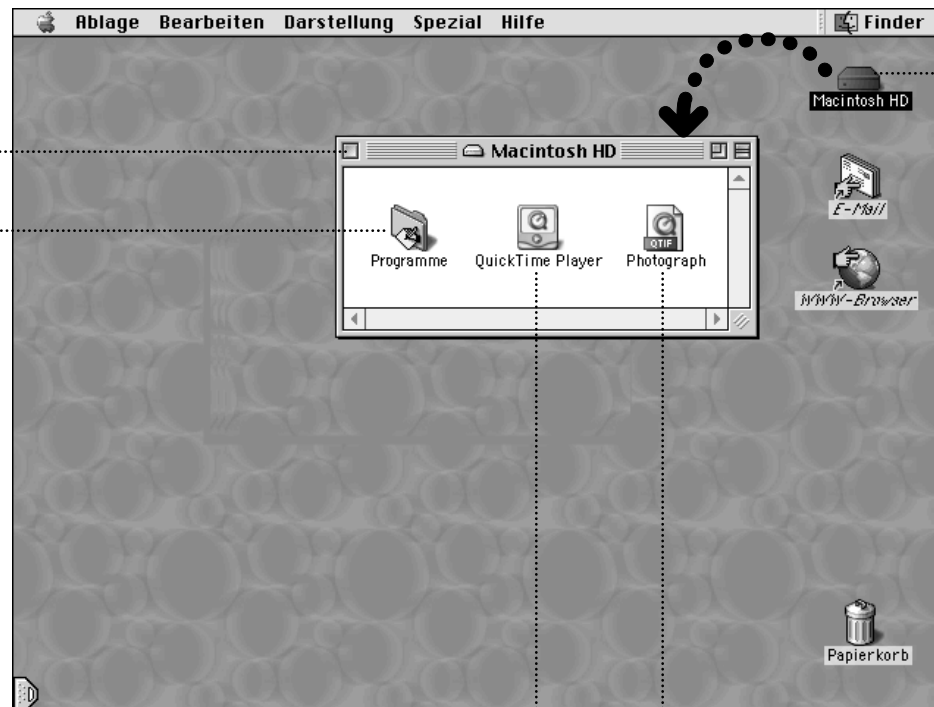 Ablage Bearbeiten Darstellung Spezial Hilfe Finder
Macintosh HD
Macintosh HD
E-Mail
Programme QuickTime Player QTIF Photograph
WWW-Browser
Papierkorb